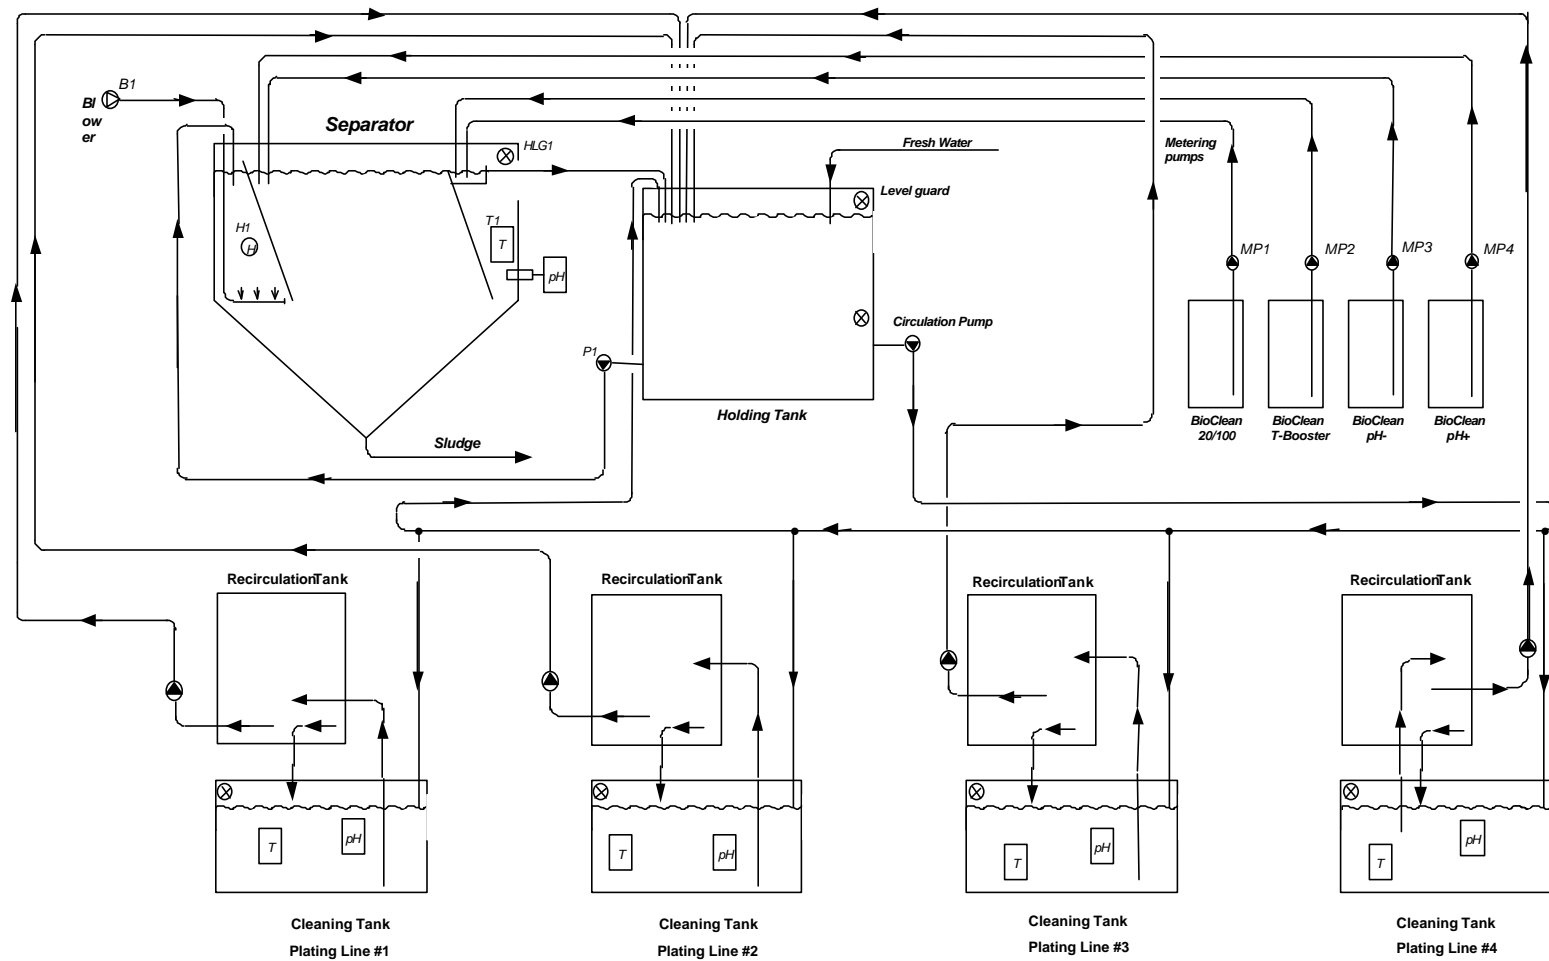 B1
Bl
ow
er
Separator
HLG1
Fresh Water
Metering
pumps
Level guard
H1
H
T1
T
pH
MP1
MP2
MP3
MP4
Circulation Pump
P1
Holding Tank
BioClean
20/100
BioClean
T-Booster
BioClean
pH-
BioClean
pH+
Sludge
RecirculationTank
RecirculationTank
RecirculationTank
RecirculationTank
T
pH
T
pH
T
pH
T
pH
Cleaning Tank
Plating Line #1
Cleaning Tank
Plating Line #2
Cleaning Tank
Plating Line #3
Cleaning Tank
Plating Line #4